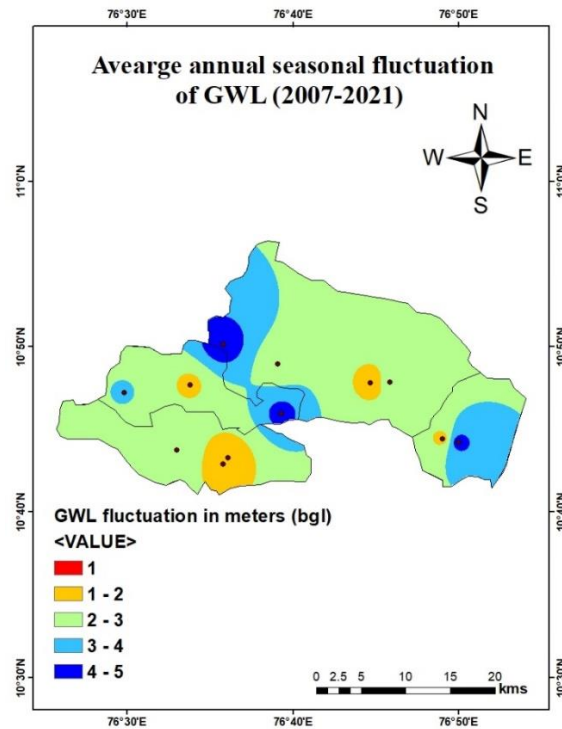 76°30'E 76°40'E 76°50'E
Avearge annual seasonal fluctuation
of GWL (2007-2021)
N
W E
S
11°0'N 11°0'N
10°50'N 10°50'N
10°40'N 10°40'N
10°30'N 10°30'N
GWL fluctuation in meters (bgl)
<VALUE>
1
1 - 2
2 - 3
3 - 4
4 - 5
0 2.5 5 10 15 20
kms
76°30'E 76°40'E 76°50'E